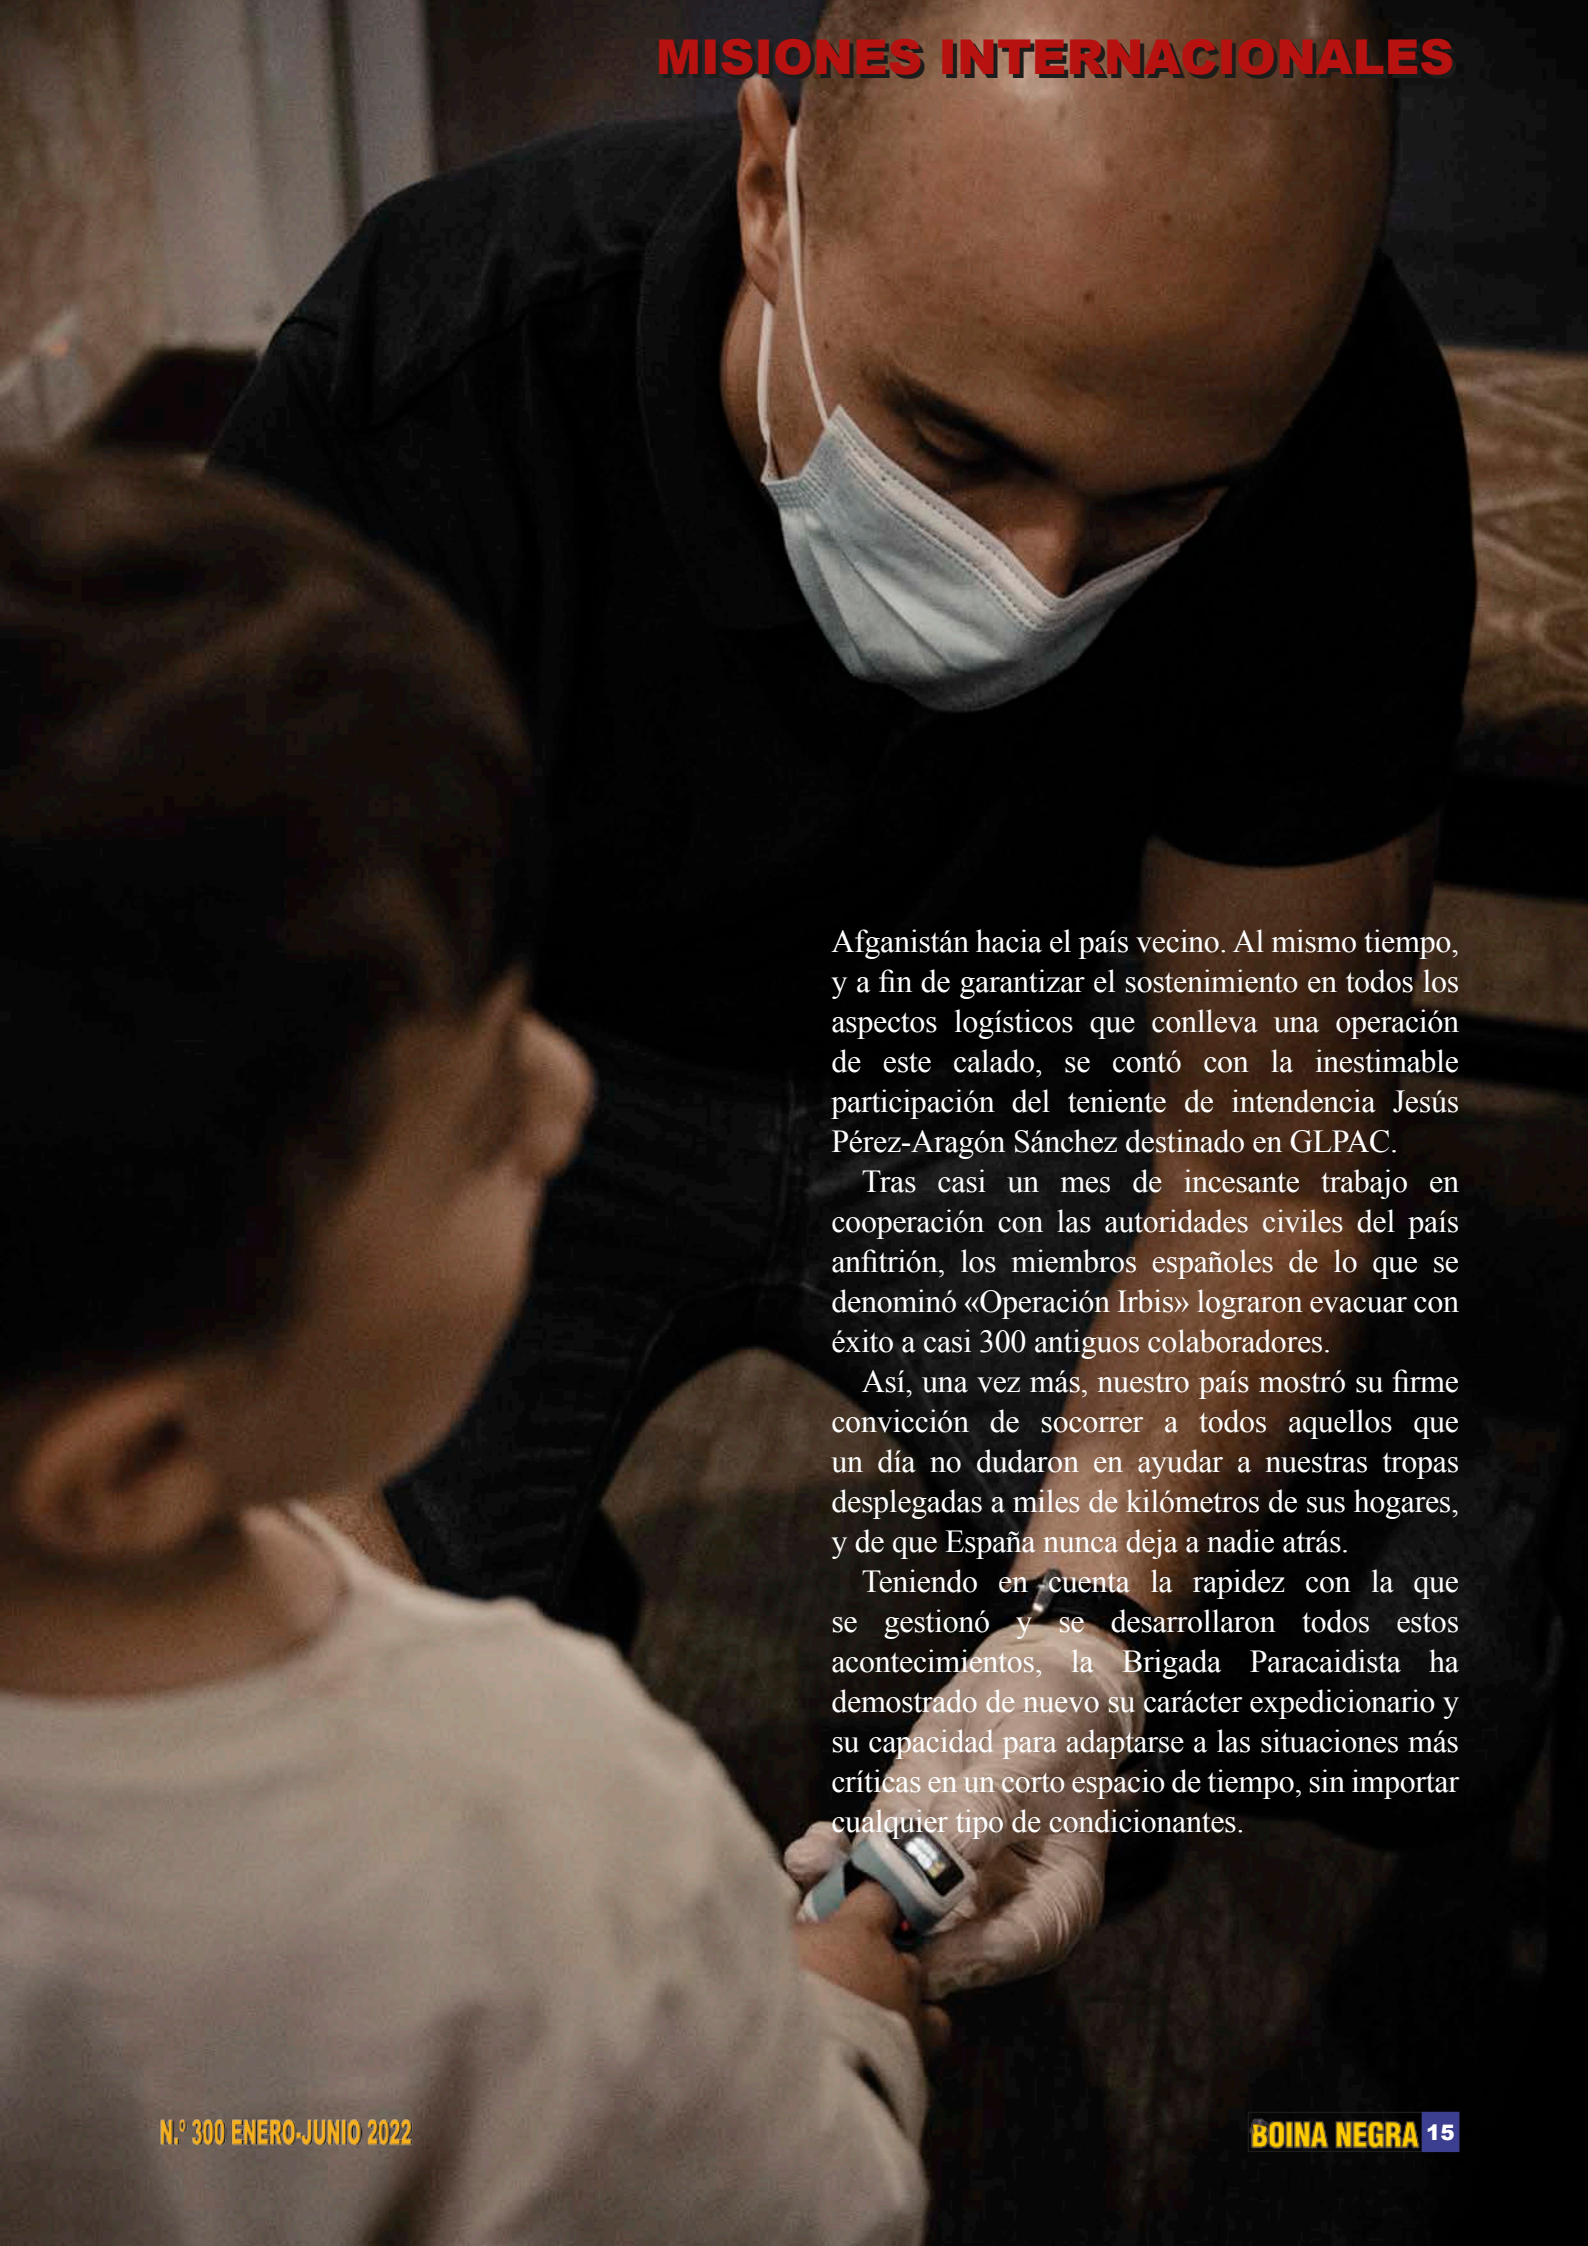 MISIONES INTERNACIONALES
Afganistán hacia el país vecino. Al mismo tiempo,
y a fin de garantizar el sostenimiento en todos los
aspectos logísticos que conlleva una operación
de este calado, se contó con la inestimable
participación del teniente de intendencia Jesús
Pérez-Aragón Sánchez destinado en GLPAC.
Tras casi un mes de incesante trabajo en
cooperación con las autoridades civiles del país
anfitrión, los miembros españoles de lo que se
denominó «Operación Irbis» lograron evacuar con
éxito a casi 300 antiguos colaboradores.
Así, una vez más, nuestro país mostró su firme
convicción de socorrer a todos aquellos que
un día no dudaron en ayudar a nuestras tropas
desplegadas a miles de kilómetros de sus hogares,
y de que España nunca deja a nadie atrás.
Teniendo en cuenta la rapidez con la que
se gestionó y se desarrollaron todos estos
acontecimientos, la Brigada Paracaidista ha
demostrado de nuevo su carácter expedicionario y
su capacidad para adaptarse a las situaciones más
críticas en un corto espacio de tiempo, sin importar
cualquier tipo de condicionantes.
N.º 300 ENERO-JUNIO 2022
BOINA NEGRA 15